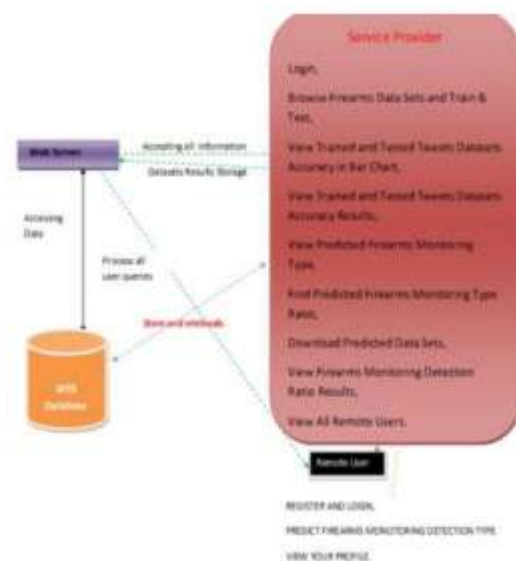 Service Provider
Login,
Browse Firearms Data Sets and Train &
Test,
View Trained and Tested Tweets Datasets
Accuracy in Bar Chart,
View Trained and Tested Tweets Datasets
Accuracy Results,
View Predicted Firearms Monitoring
Type,
Find Predicted Firearms Monitoring Type
Ratio,
Download Predicted Data Sets,
View Firearms Monitoring Detection
Ratio Results,
View All Remote Users.
Web Server
Accepting all Information
Datasets Results Storage
Accessing
Data
Process all
user queries
Store and retrievals
WEB
Database
Remote User
REGISTER AND LOGIN,
PREDICT FIREARMS MONOTORING DETECTION TYPE
VIEW YOUR PROFILE.